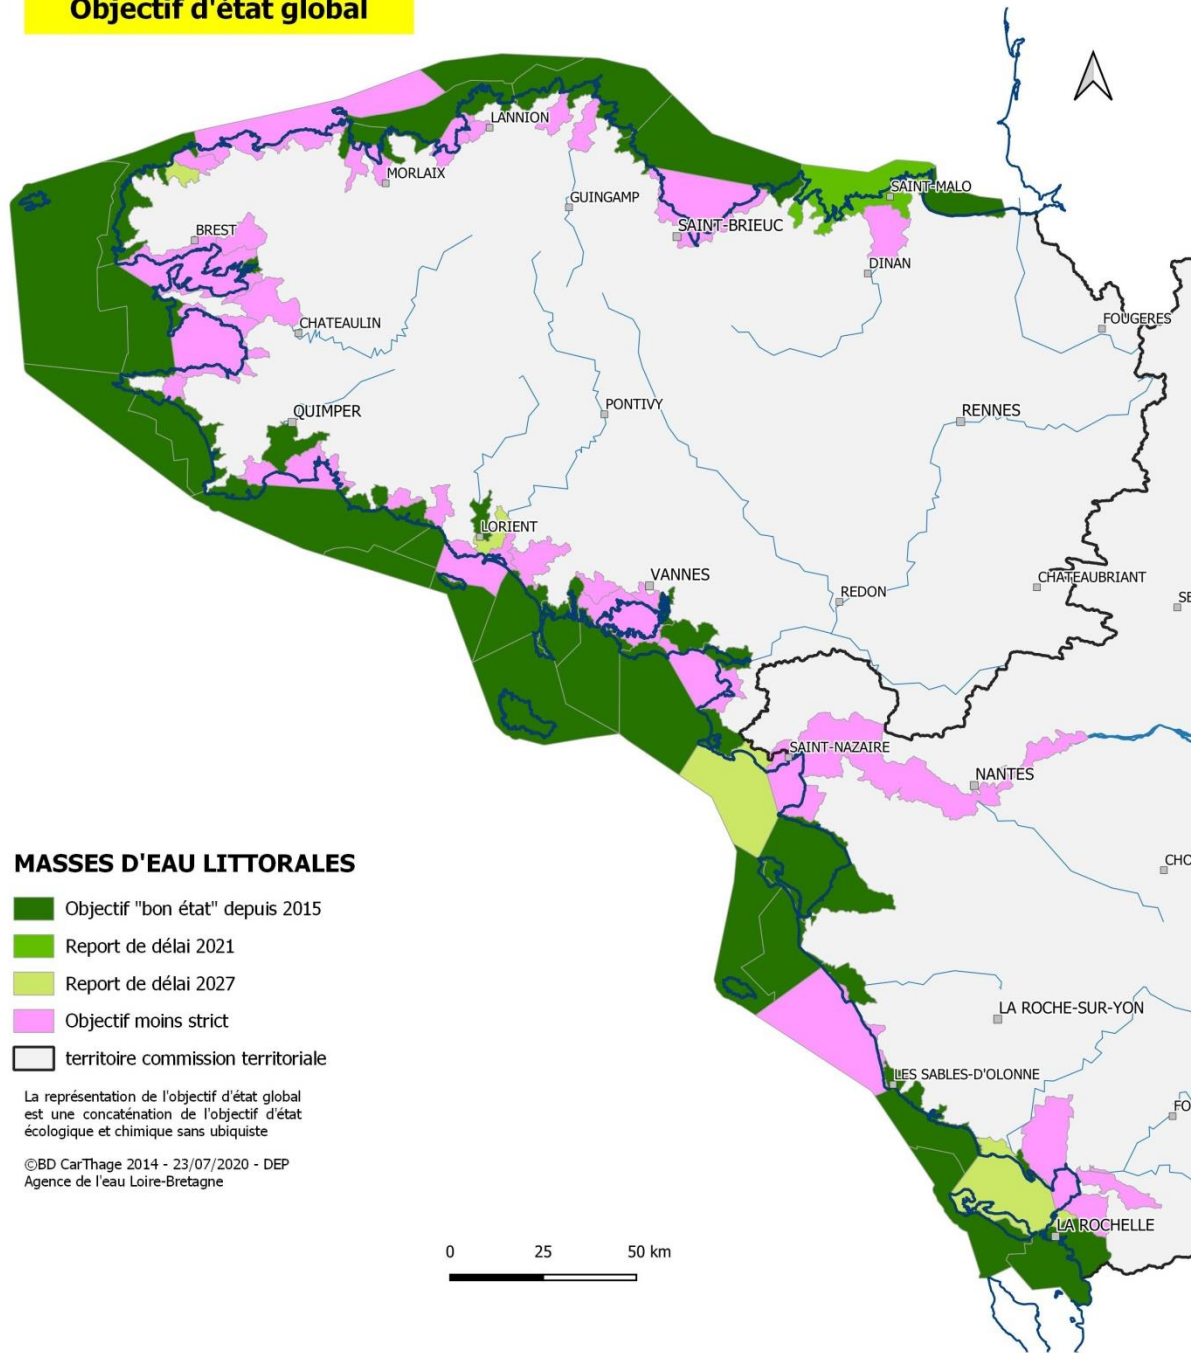 Objectif d'état global
LANNION
MORLAIX
GUINGAMP
SAINT-MALO
SAINT-BRIEUC
BREST
DINAN
CHATEAULIN
FOUGERES
QUIMPER
PONTIVY
RENNES
LORIENT
VANNES
CHATEAUBRIANT
REDON
SE
SAINT-NAZAIRE
NANTES
CHO
LA ROCHE-SUR-YON
LES SABLES-D'OLONNE
FO
LA ROCHELLE
MASSES D'EAU LITTORALES
Objectif "bon état" depuis 2015
Report de délai 2021
Report de délai 2027
Objectif moins strict
territoire commission territoriale
La représentation de l'objectif d'état global
est une concaténation de l'objectif d'état
écologique et chimique sans ubiquiste
©BD CarThage 2014 - 23/07/2020 - DEP
Agence de l'eau Loire-Bretagne
0 25 50 km